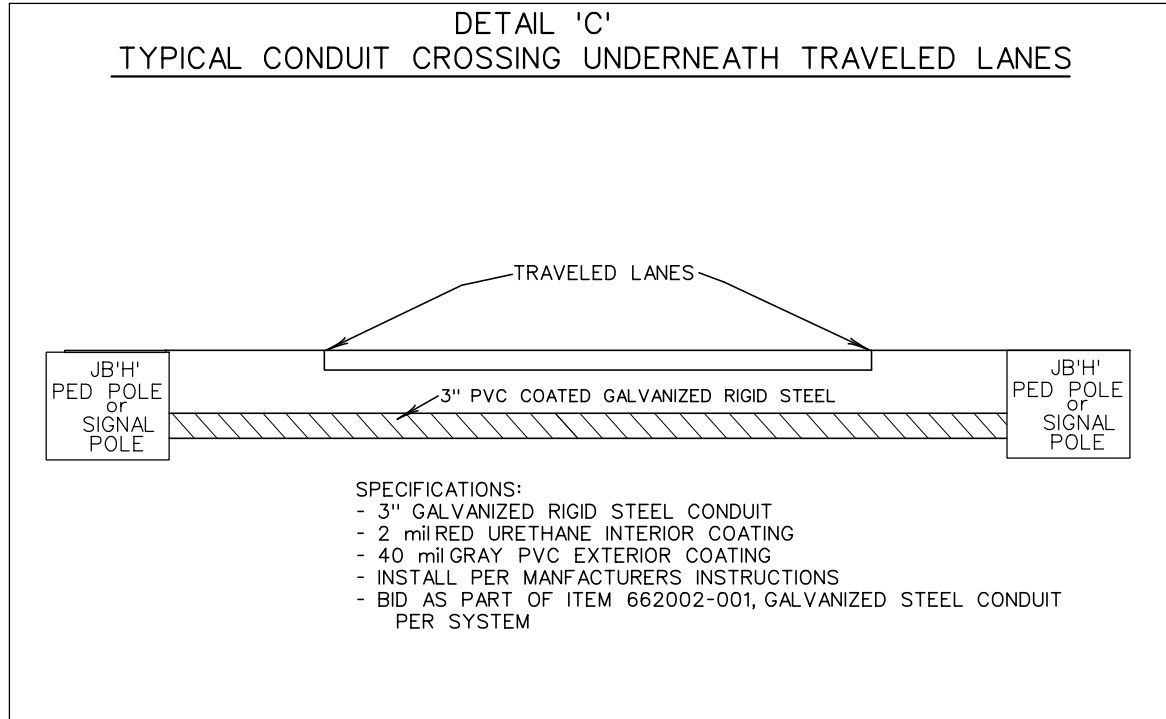 DETAIL 'C'
TYPICAL CONDUIT CROSSING UNDERNEATH TRAVELED LANES
TRAVELED LANES
JB'H'
PED POLE
or
SIGNAL
POLE
3" PVC COATED GALVANIZED RIGID STEEL
JB'H'
PED POLE
or
SIGNAL
POLE
SPECIFICATIONS:
- 3" GALVANIZED RIGID STEEL CONDUIT
- 2 mil RED URETHANE INTERIOR COATING
- 40 mil GRAY PVC EXTERIOR COATING
- INSTALL PER MANFACTURERS INSTRUCTIONS
- BID AS PART OF ITEM 662002-001, GALVANIZED STEEL CONDUIT
PER SYSTEM